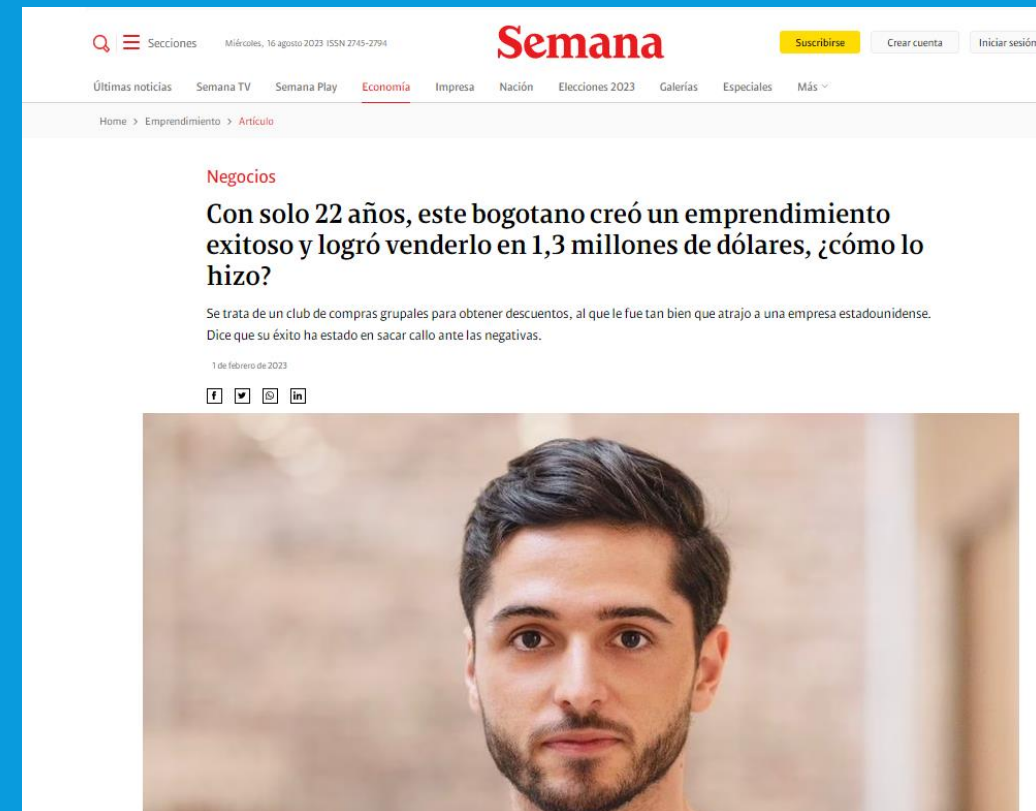 Secciones
Miércoles, 16 agosto 2023 ISSN 2745-2794
Semana
Suscribirse
Crear cuenta
Iniciar sesión
Últimas noticias
Semana TV
Semana Play
Economía
Impresa
Nación
Elecciones 2023
Galerías
Especiales
Más
Home > Emprendimiento > Artículo
Negocios
Con solo 22 años, este bogotano creó un emprendimiento
exitoso y logró venderlo en 1,3 millones de dólares, ¿cómo lo
hizo?
Se trata de un club de compras grupales para obtener descuentos, al que le fue tan bien que atrajo a una empresa estadounidense.
Dice que su éxito ha estado en sacar callo ante las negativas.
1 de febrero de 2023